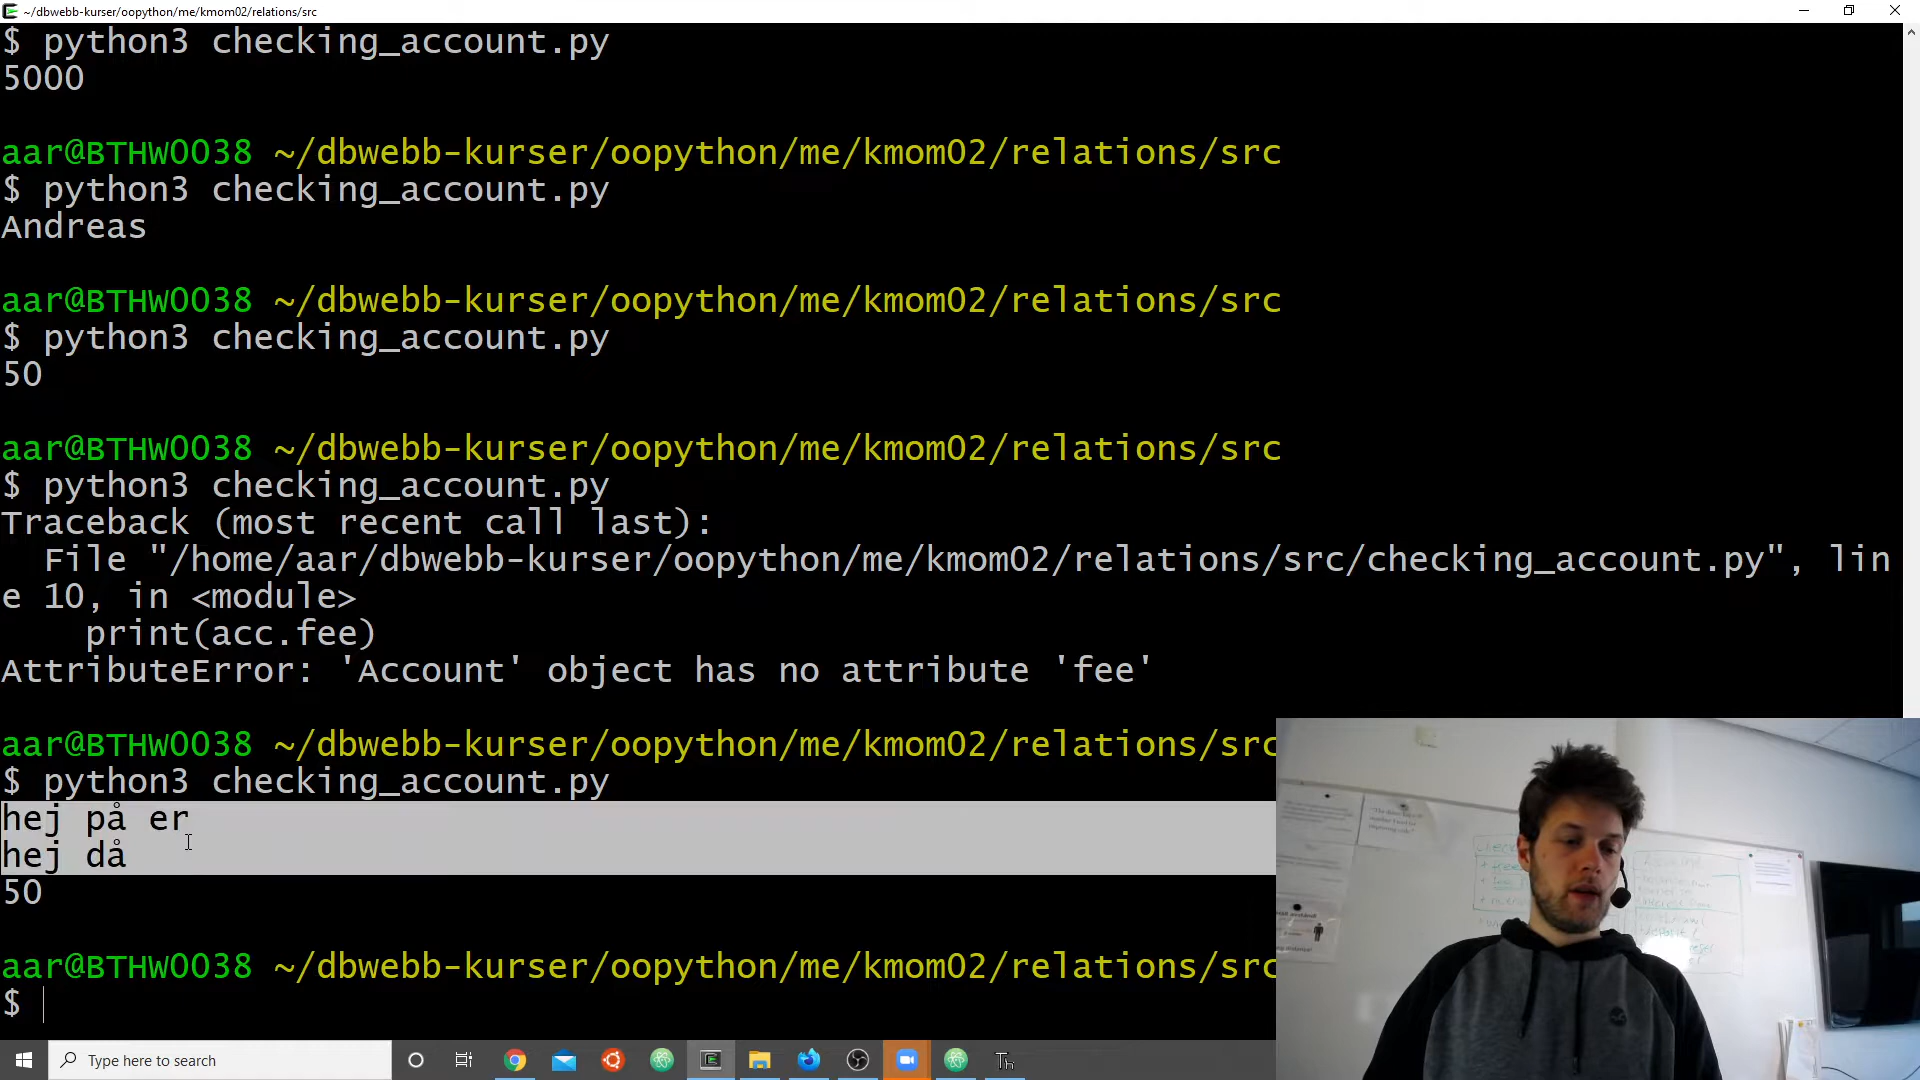 ~/dbwebb-kurser/oopython/me/kmom02/relations/src
$ python3 checking_account.py
5000
aar@BTHW0038 ~/dbwebb-kurser/oopython/me/kmom02/relations/src
$ python3 checking_account.py
Andreas
aar@BTHW0038 ~/dbwebb-kurser/oopython/me/kmom02/relations/src
$ python3 checking_account.py
50
aar@BTHW0038 ~/dbwebb-kurser/oopython/me/kmom02/relations/src
$ python3 checking_account.py
Traceback (most recent call last):
File "/home/aar/dbwebb-kurser/oopython/me/kmom02/relations/src/checking_account.py", lin
e 10, in <module>
print(acc.fee)
AttributeError: 'Account' object has no attribute 'fee'
aar@BTHW0038 ~/dbwebb-kurser/oopython/me/kmom02/relations/src
$ python3 checking_account.py
hej på er
hej då
50
aar@BTHW0038 ~/dbwebb-kurser/oopython/me/kmom02/relations/src
$
Type here to search
Th